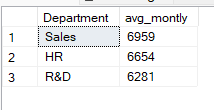 Department avg_montly
1 Sales 6959
2 HR 6654
3 R&D 6281